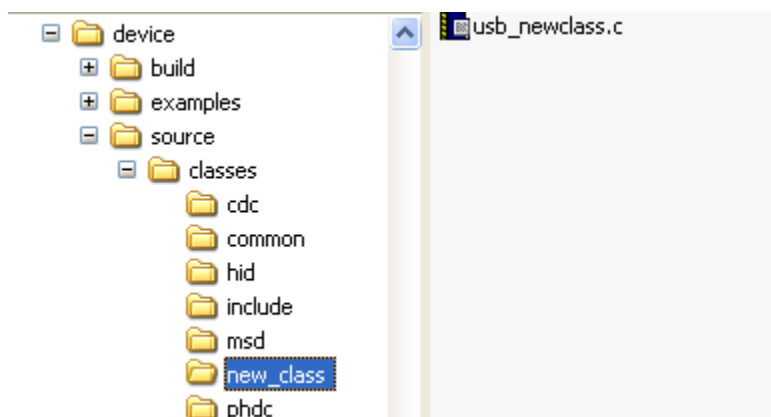 device
build
examples
source
classes
cdc
common
hid
include
msd
new_class
phdc
usb_newclass.c